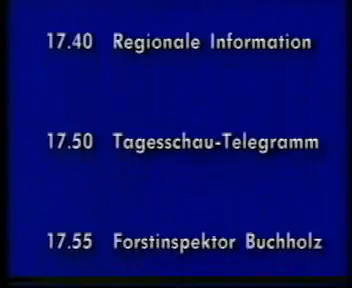 17.40 Regionale Information
17.50 Tagesschau-Telegramm
17.55 Forstinspektor Buchholz